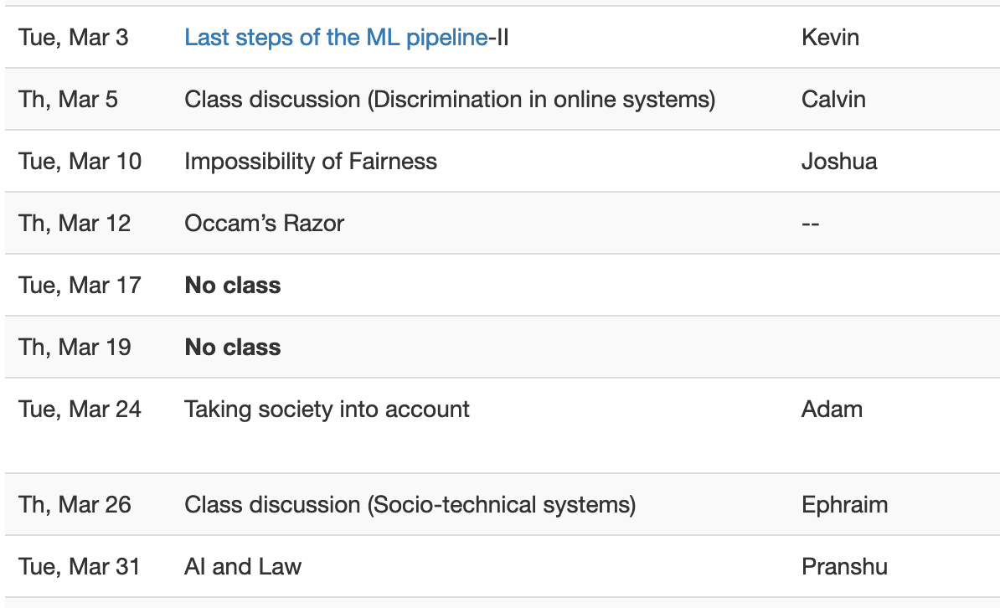 Tue, Mar 3 Last steps of the ML pipeline-II Kevin
Th, Mar 5 Class discussion (Discrimination in online systems) Calvin
Tue, Mar 10 Impossibility of Fairness Joshua
Th, Mar 12 Occam’s Razor --
Tue, Mar 17 No class
Th, Mar 19 No class
Tue, Mar 24 Taking society into account Adam
Th, Mar 26 Class discussion (Socio-technical systems) Ephraim
Tue, Mar 31 AI and Law Pranshu